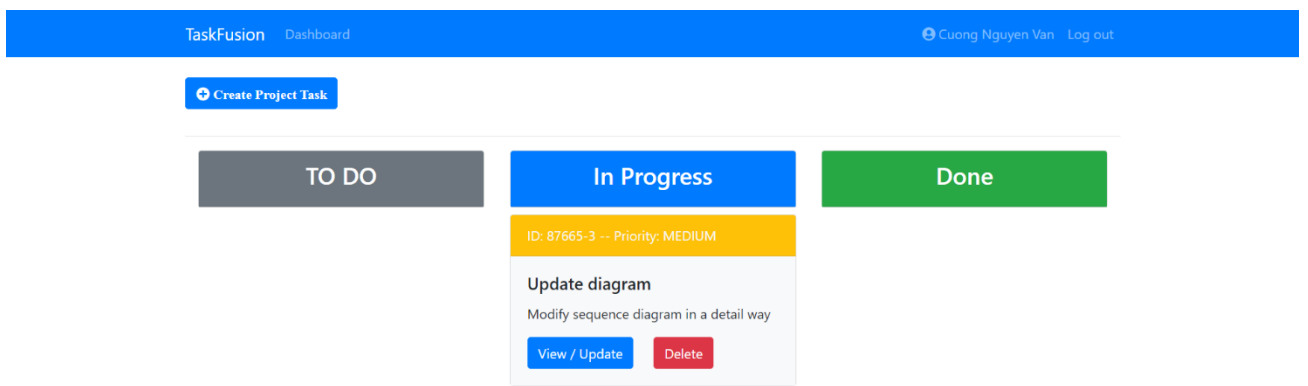 TaskFusion Dashboard Cuong Nguyen Van Log out
Create Project Task
TO DO In Progress Done
ID: 87665-3 -- Priority: MEDIUM
Update diagram
Modify sequence diagram in a detail way
View / Update Delete